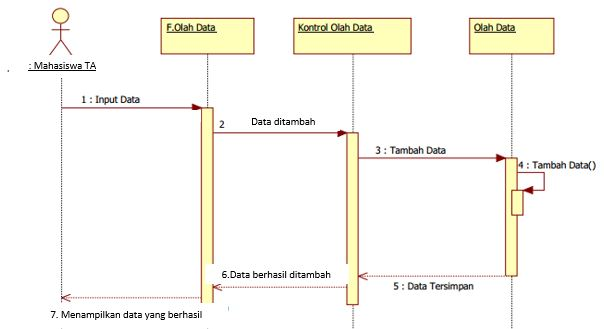 F.Olah Data
Kontrol Olah Data
Olah Data
: Mahasiswa TA
1 : Input Data
2 Data ditambah
3 : Tambah Data
4 : Tambah Data()
5 : Data Tersimpan
6.Data berhasil ditambah
7. Menampilkan data yang berhasil